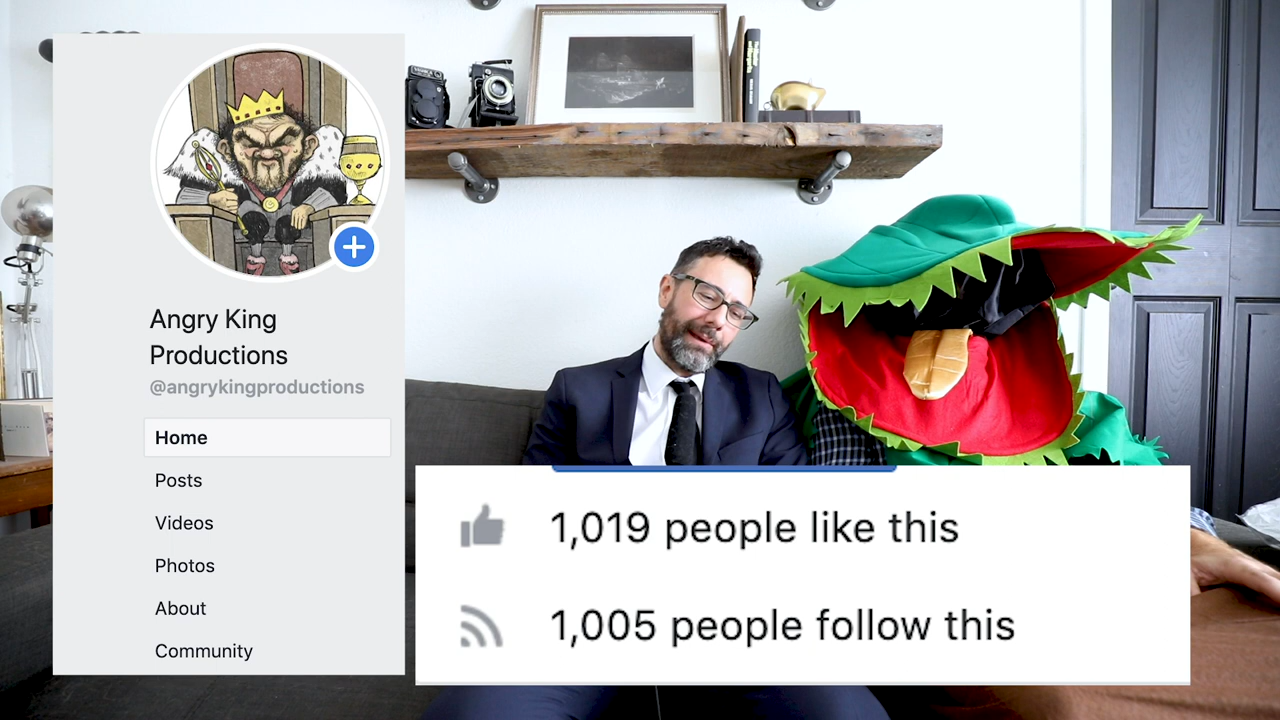 Angry King
Productions
@angrykingproductions
Home
Posts
Videos
Photos
About
Community
1,019 people like this
1,005 people follow this